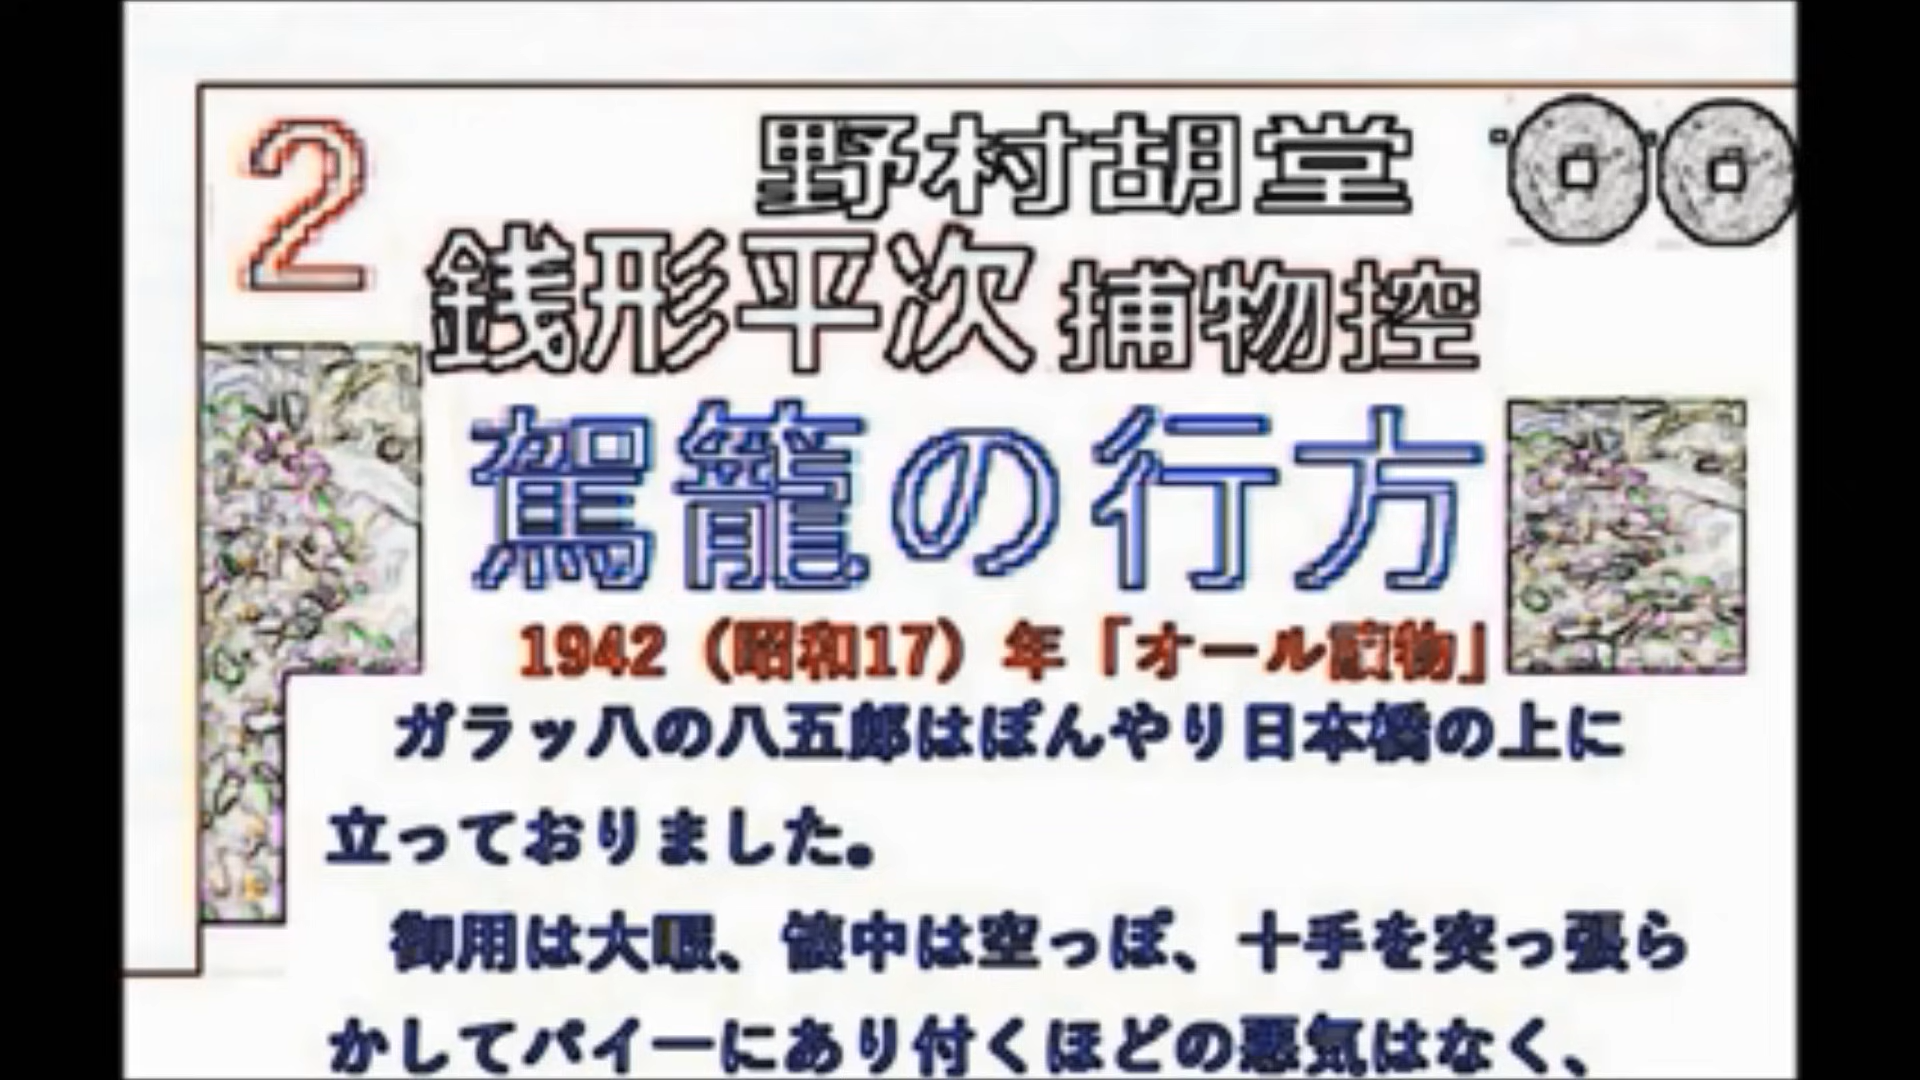 2
野村胡堂
銭形平次 捕物控
駕籠の行方
1942（昭和17）年「オール讀物」
ガラッ八の八五郎はぼんやり日本橋の上に
立っておりました。
御用は大暇、懐中は空っぽ、十手を突っ張ら
かしてパイ一にあり付くほどの悪気はなく、